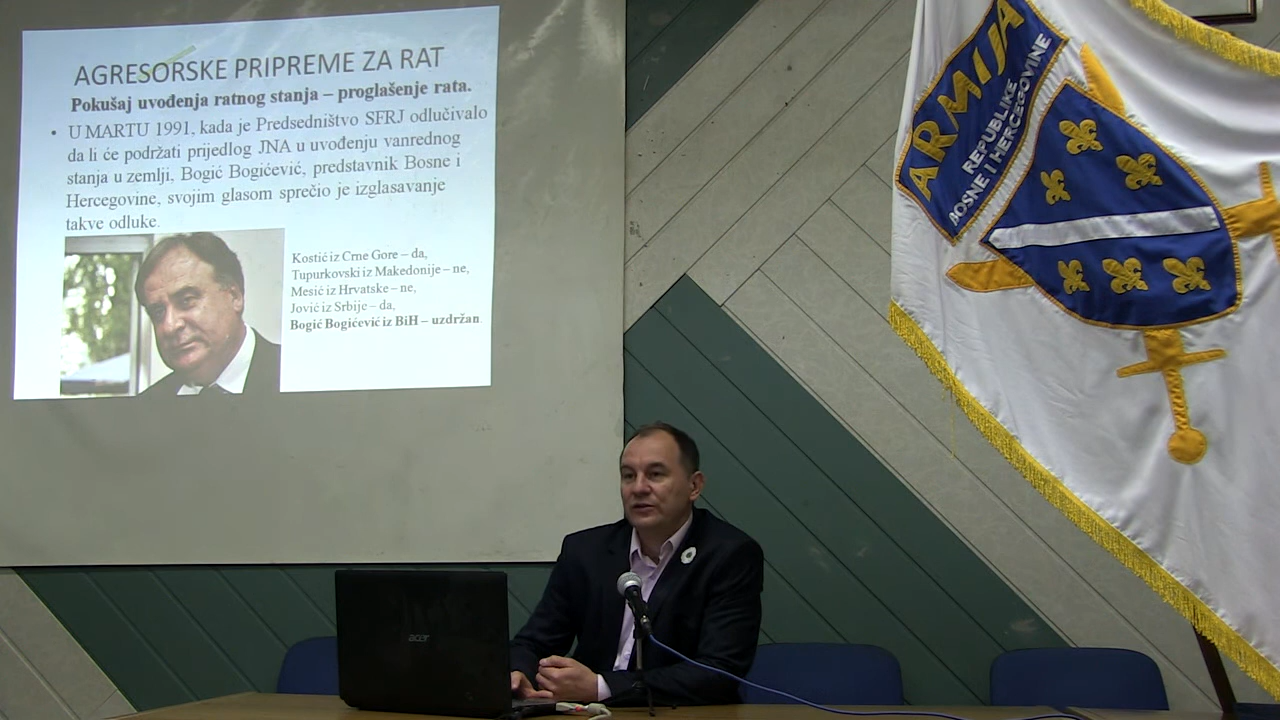 AGRESORSKE PRIPREME ZA RAT
Pokušaj uvođenja ratnog stanja – proglašenje rata.
• U MARTU 1991, kada je Predsedništvo SFRJ odlučivalo
da li će podržati prijedlog JNA u uvođenju vanrednog
stanja u zemlji, Bogić Bogićević, predstavnik Bosne i
Hercegovine, svojim glasom sprečio je izglasavanje
takve odluke.
Kostić iz Crne Gore – da,
Tupurkovski iz Makedonije – ne,
Mesić iz Hrvatske – ne,
Jović iz Srbije – da,
Bogić Bogićević iz BiH – uzdržan.
ARMIJA
REPUBLIKE
BOSNE I HERCEGOVINE
acer